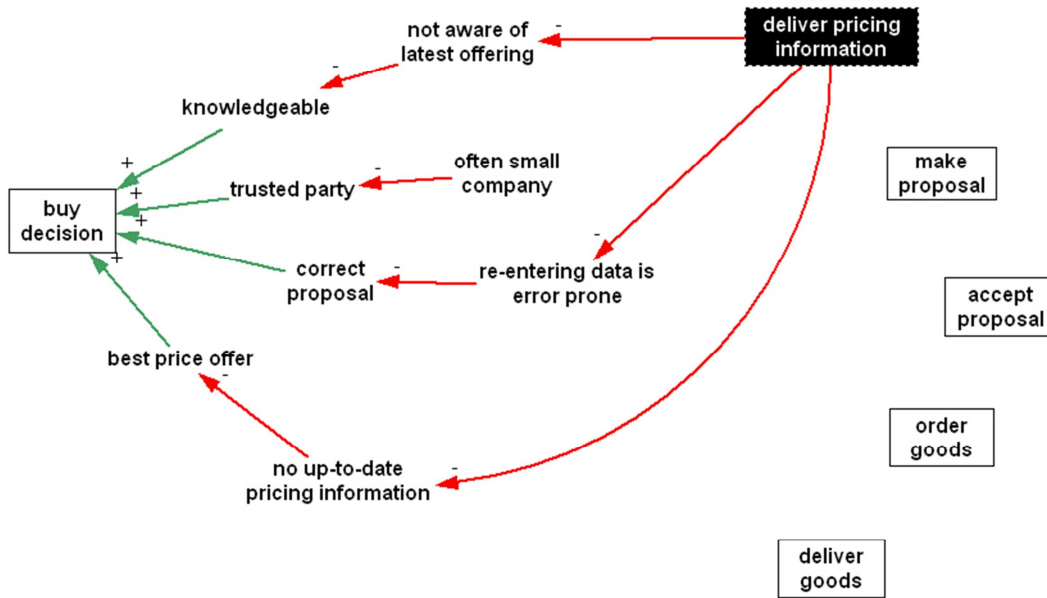 not aware of
latest offering
deliver pricing
information
-
-
knowledgeable
+
often small
company
-
trusted party
+
make
proposal
buy
decision
+
-
+
correct
proposal
-
re-entering data is
error prone
accept
proposal
best price offer
-
order
goods
no up-to-date
pricing information
-
deliver
goods